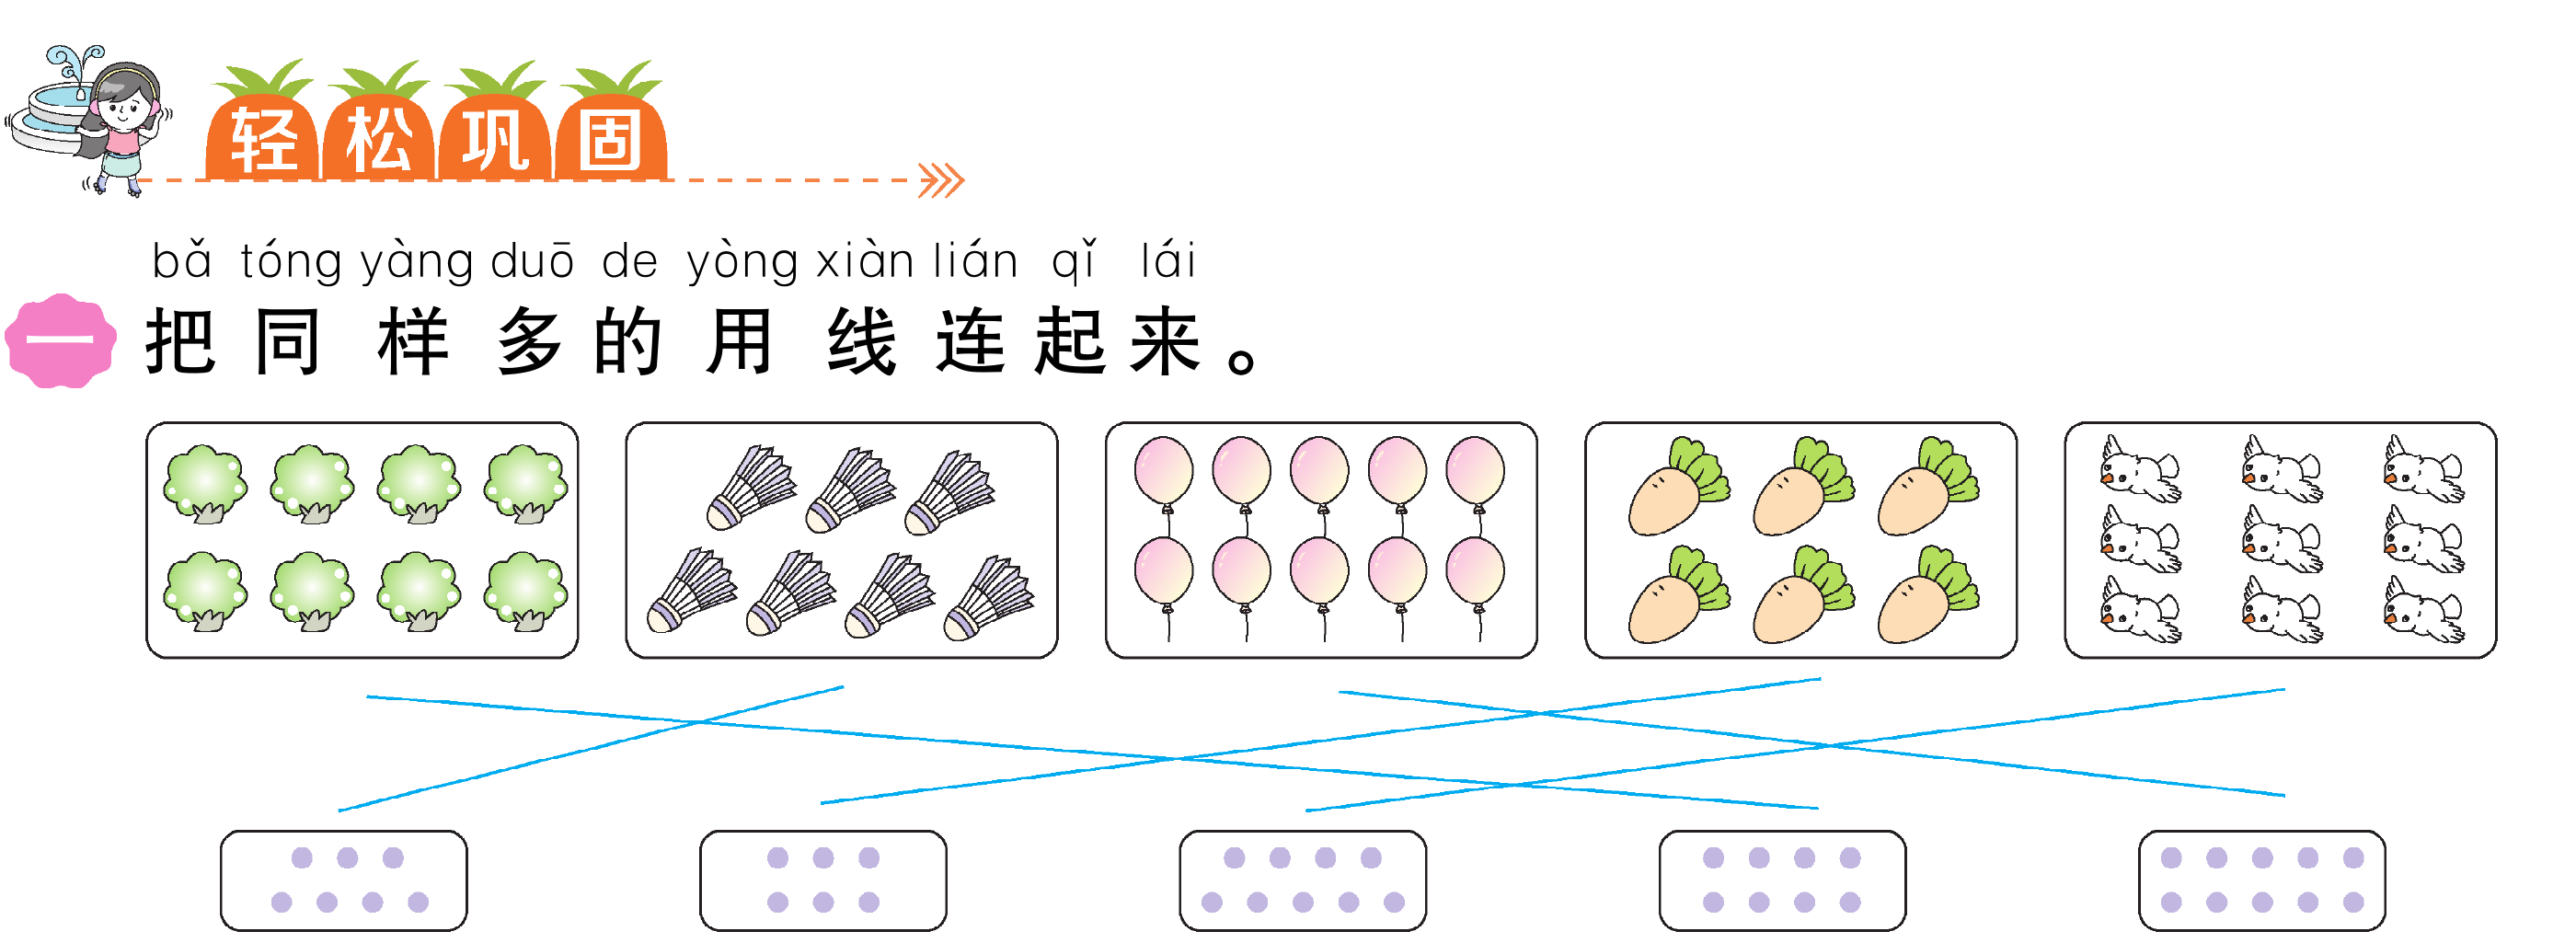 轻松巩固
bǎ tóng yàng duō de yòng xiàn lián qǐ lái
一 把同样多的用线连起来。